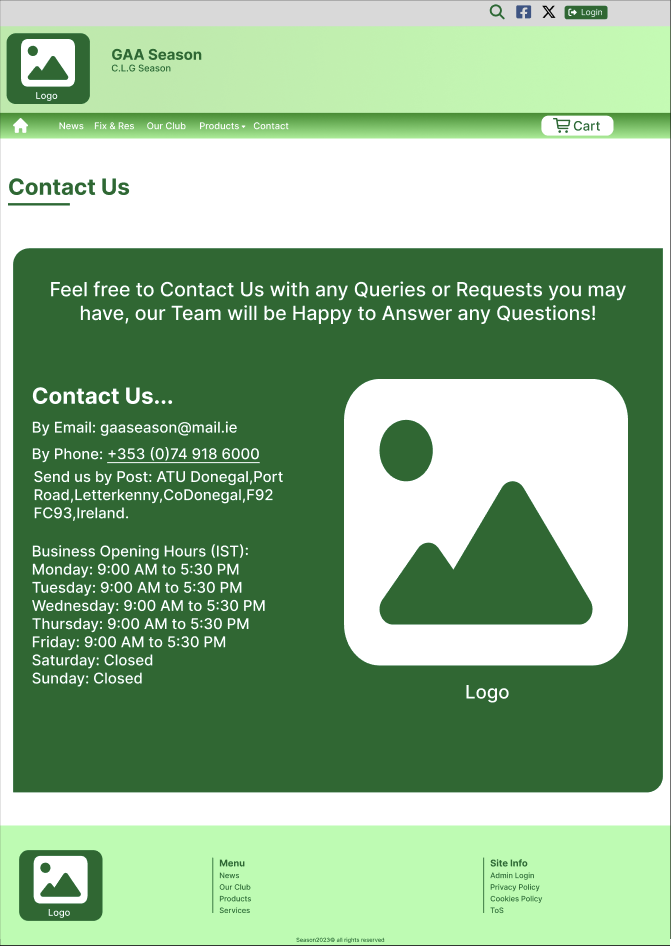 Login
Logo
GAA Season
C.L.G Season
News Fix & Res Our Club Products Contact
Cart
Contact Us
Feel free to Contact Us with any Queries or Requests you may
have, our Team will be Happy to Answer any Questions!
Contact Us...
By Email: gaaseason@mail.ie
By Phone: +353 (0)74 918 6000
Send us by Post: ATU Donegal,Port
Road,Letterkenny,CoDonegal,F92
FC93,Ireland.
Business Opening Hours (IST):
Monday: 9:00 AM to 5:30 PM
Tuesday: 9:00 AM to 5:30 PM
Wednesday: 9:00 AM to 5:30 PM
Thursday: 9:00 AM to 5:30 PM
Friday: 9:00 AM to 5:30 PM
Saturday: Closed
Sunday: Closed
Logo
Logo
Menu
News
Our Club
Products
Services
Site Info
Admin Login
Privacy Policy
Cookies Policy
ToS
Season2023© all rights reserved